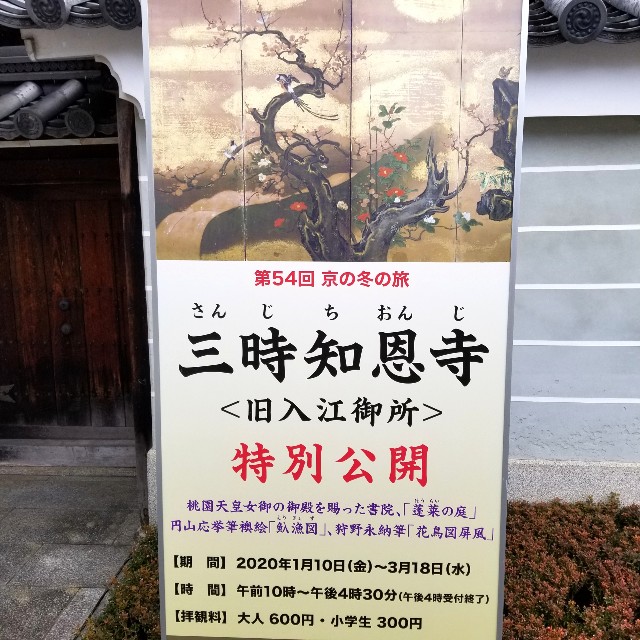 第54回 京の冬の旅
さん じ ち おん じ
三時知恩寺
<旧入江御所>
特別公開
桃園天皇女御の御殿を賜った書院、「蓬莱の庭」
円山応挙筆襖絵「魞漁図」、狩野永納筆「花鳥図屏風」
【期　間】 2020年1月10日(金)~3月18日(水)
【時　間】 午前10時~午後4時30分(午後4時受付終了)
【拝観料】 大人 600円・小学生 300円